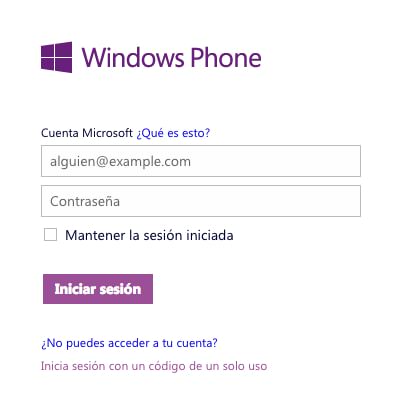 Windows Phone
Cuenta Microsoft ¿Qué es esto?
alguien@example.com
Contraseña
Mantener la sesión iniciada
Iniciar sesión
¿No puedes acceder a tu cuenta?
Inicia sesión con un código de un solo uso